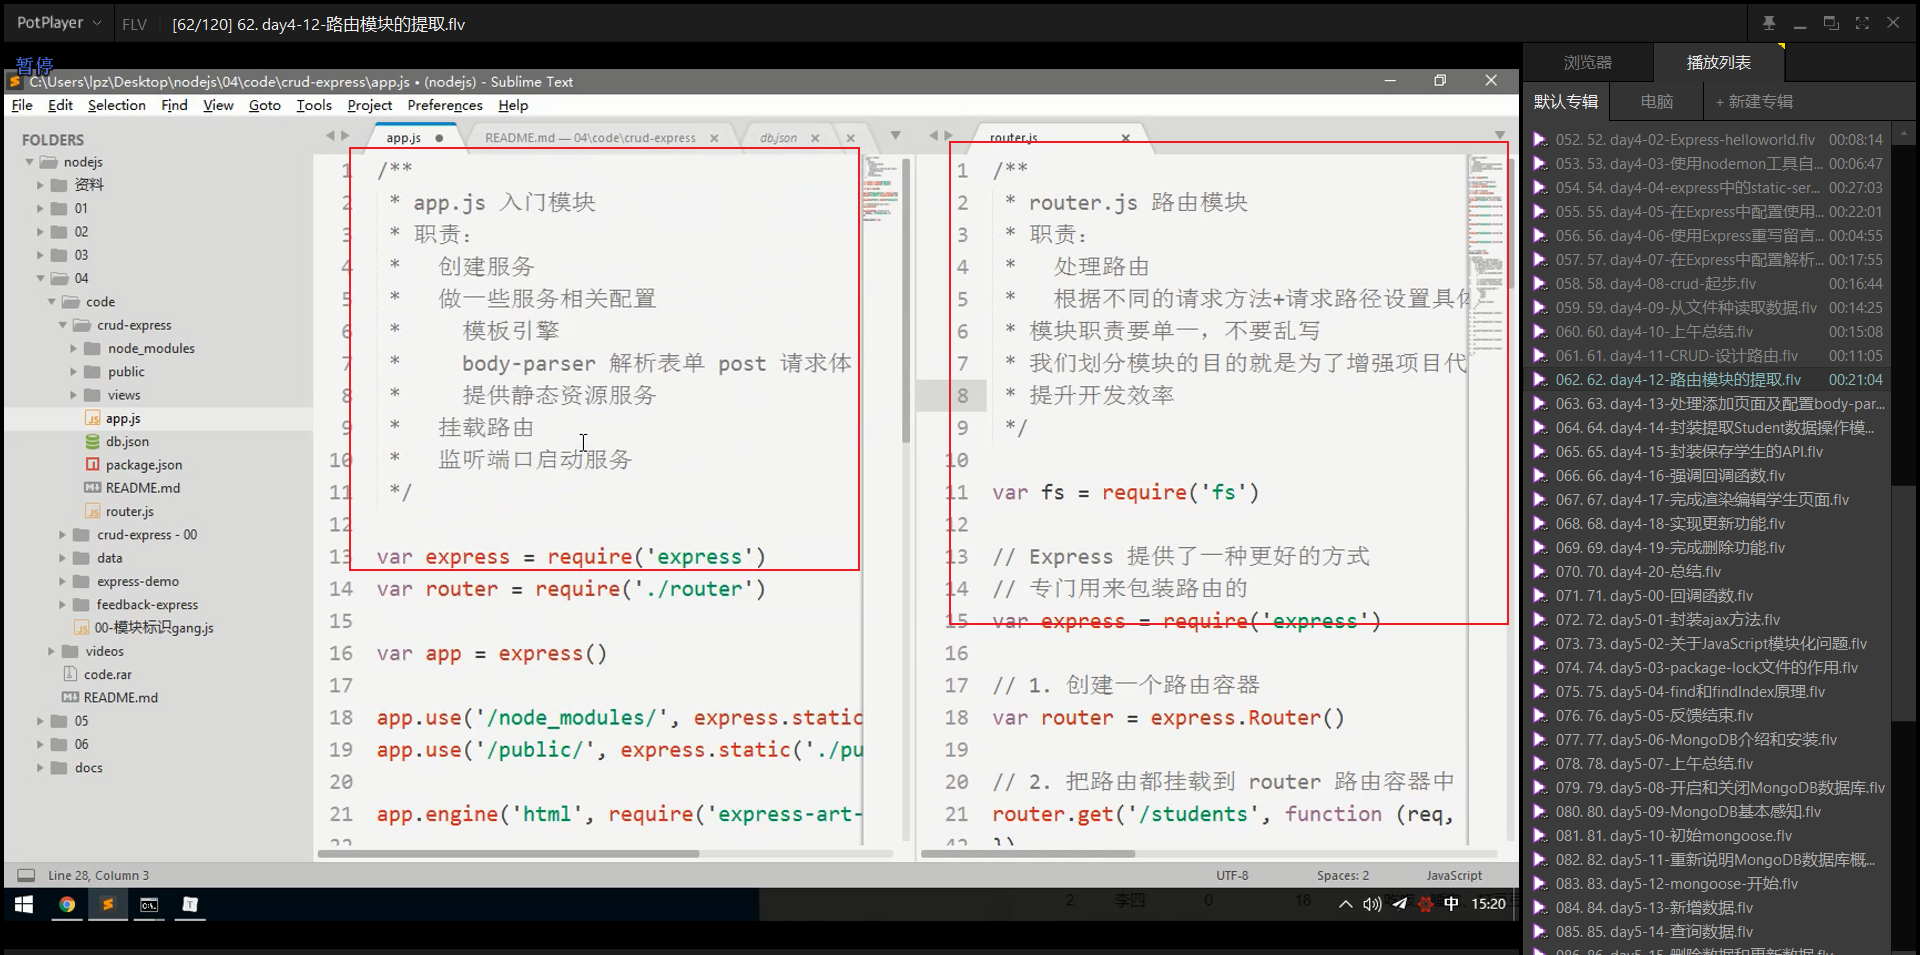 PotPlayer
FLV
[62/120] 62. day4-12-路由模块的提取.flv
暂停
C:\Users\lpz\Desktop\nodejs\04\code\crud-express\app.js • (nodejs) - Sublime Text
File Edit Selection Find View Goto Tools Project Preferences Help
FOLDERS
nodejs
资料
01
02
03
04
code
crud-express
node_modules
public
views
app.js
db.json
package.json
README.md
router.js
crud-express - 00
data
express-demo
feedback-express
00-模块标识gang.js
videos
code.rar
README.md
05
06
docs
app.js
README.md — 04\code\crud-express
db.json
1 /**
2 * app.js 入门模块
3 * 职责：
4 * 创建服务
5 * 做一些服务相关配置
6 * 模板引擎
7 * body-parser 解析表单 post 请求体
8 * 提供静态资源服务
9 * 挂载路由
10 * 监听端口启动服务
11 */
12
13 var express = require('express')
14 var router = require('./router')
15
16 var app = express()
17
18 app.use('/node_modules/', express.static
19 app.use('/public/', express.static('./pu
20
21 app.engine('html', require('express-art-
22
router.js
1 /**
2 * router.js 路由模块
3 * 职责：
4 * 处理路由
5 * 根据不同的请求方法+请求路径设置具体
6 * 模块职责要单一，不要乱写
7 * 我们划分模块的目的就是为了增强项目代
8 * 提升开发效率
9 */
10
11 var fs = require('fs')
12
13 // Express 提供了一种更好的方式
14 // 专门用来包装路由的
15 var express = require('express')
16
17 // 1. 创建一个路由容器
18 var router = express.Router()
19
20 // 2. 把路由都挂载到 router 路由容器中
21 router.get('/students', function (req,
42 })
Line 28, Column 3
UTF-8
Spaces: 2
JavaScript
2 李四 0 18
中
15:20
浏览器
播放列表
默认专辑
电脑
+ 新建专辑
052. 52. day4-02-Express-helloworld.flv 00:08:14
053. 53. day4-03-使用nodemon工具自... 00:06:47
054. 54. day4-04-express中的static-ser... 00:27:03
055. 55. day4-05-在Express中配置使用... 00:22:01
056. 56. day4-06-使用Express重写留言... 00:04:55
057. 57. day4-07-在Express中配置解析... 00:17:55
058. 58. day4-08-crud-起步.flv 00:16:44
059. 59. day4-09-从文件种读取数据.flv 00:14:25
060. 60. day4-10-上午总结.flv 00:15:08
061. 61. day4-11-CRUD-设计路由.flv 00:11:05
062. 62. day4-12-路由模块的提取.flv 00:21:04
063. 63. day4-13-处理添加页面及配置body-par...
064. 64. day4-14-封装提取Student数据操作模...
065. 65. day4-15-封装保存学生的API.flv
066. 66. day4-16-强调回调函数.flv
067. 67. day4-17-完成渲染编辑学生页面.flv
068. 68. day4-18-实现更新功能.flv
069. 69. day4-19-完成删除功能.flv
070. 70. day4-20-总结.flv
071. 71. day5-00-回调函数.flv
072. 72. day5-01-封装ajax方法.flv
073. 73. day5-02-关于JavaScript模块化问题.flv
074. 74. day5-03-package-lock文件的作用.flv
075. 75. day5-04-find和findIndex原理.flv
076. 76. day5-05-反馈结束.flv
077. 77. day5-06-MongoDB介绍和安装.flv
078. 78. day5-07-上午总结.flv
079. 79. day5-08-开启和关闭MongoDB数据库.flv
080. 80. day5-09-MongoDB基本感知.flv
081. 81. day5-10-初始mongoose.flv
082. 82. day5-11-重新说明MongoDB数据库概...
083. 83. day5-12-mongoose-开始.flv
084. 84. day5-13-新增数据.flv
085. 85. day5-14-查询数据.flv
086. 86. day5-15-删除数据和更新数据.flv